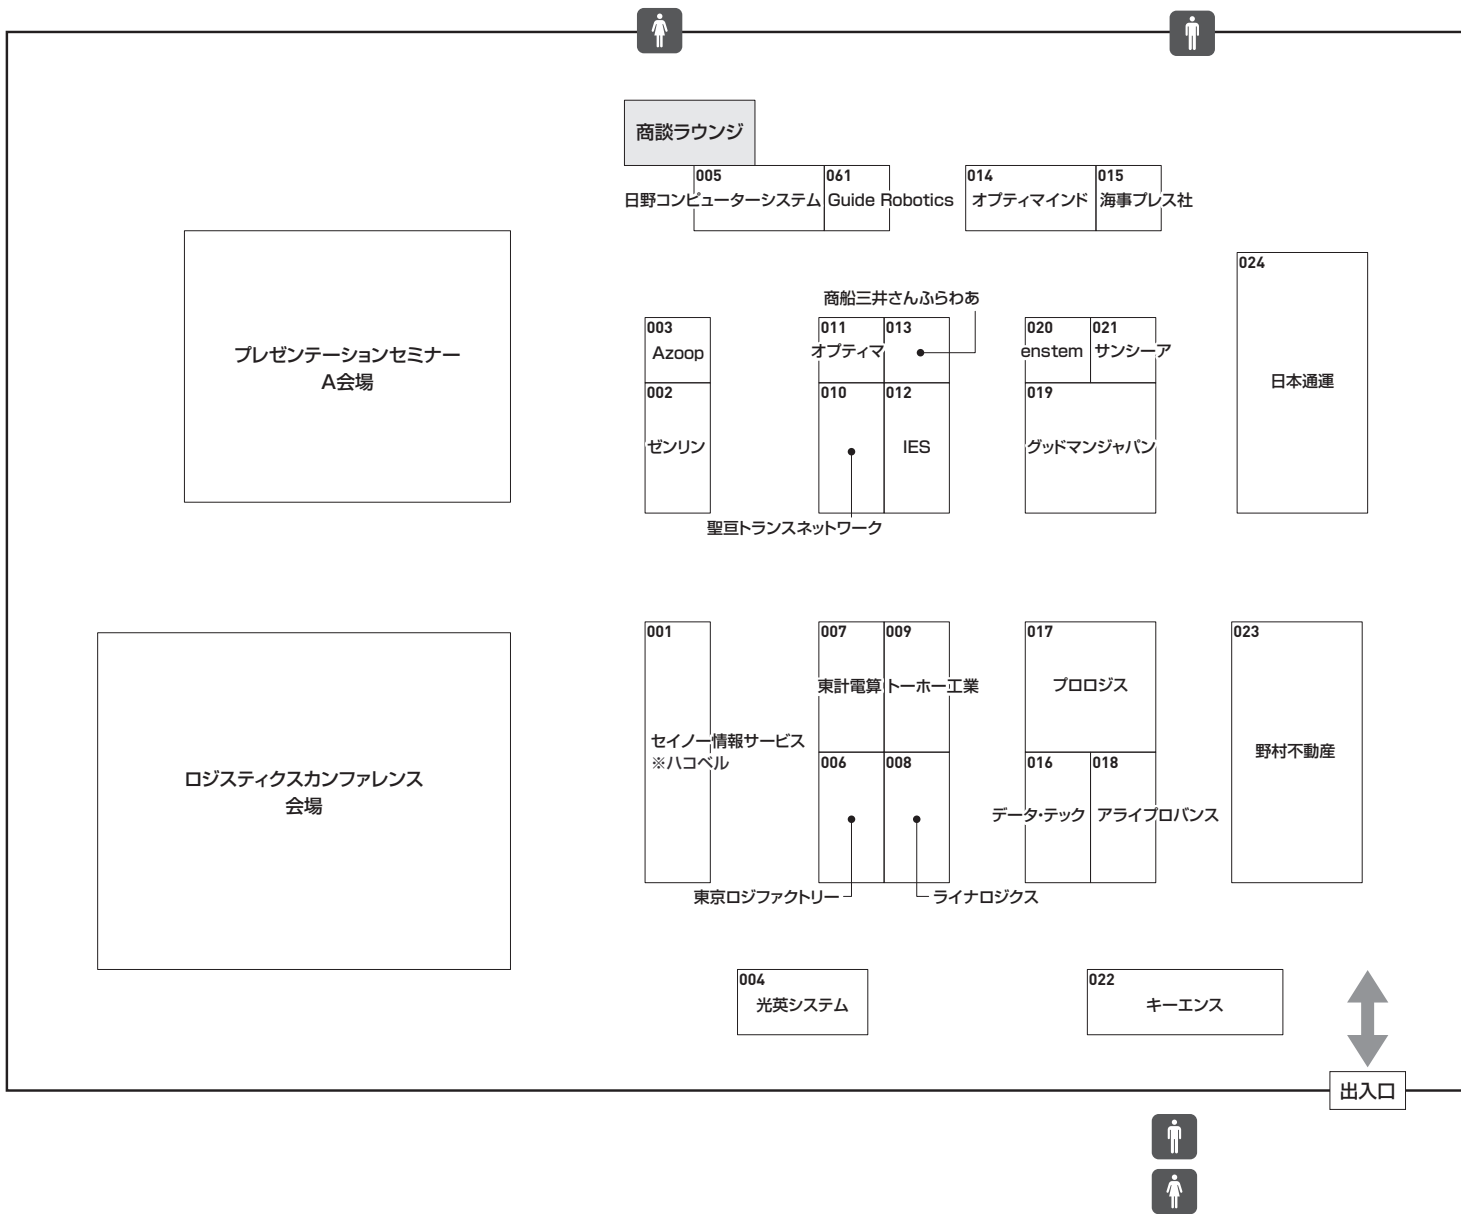 商談ラウンジ
005
日野コンピューターシステム
061
Guide Robotics
014
オプティマインド
015
海事プレス社
024
日本通運
プレゼンテーションセミナー
A会場
003
Azoop
002
ゼンリン
商船三井さんふらわあ
011
オプティマ
013
010
012
IES
聖亘トランスネットワーク
020
enstem
021
サンシーア
019
グッドマンジャパン
ロジスティクスカンファレンス
会場
001
セイノー情報サービス
※ハコベル
007
東計電算
009
トーホー工業
006
008
東京ロジファクトリー
ライナロジクス
017
プロロジス
016
データ・テック
018
アライプロバンス
023
野村不動産
004
光英システム
022
キーエンス
出入口